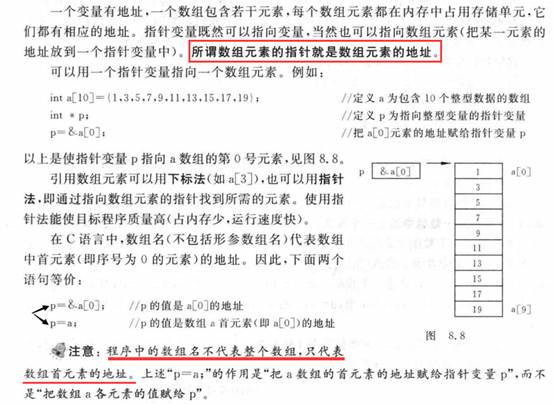 一个变量有地址，一个数组包含若干元素，每个数组都在内存中占用存储单元，它
们都有相应的地址。指针变量既然可以指向变量，当然也可以指向数组元素(把某一元素的
地址放到一个指针变量中)。所谓数组元素的指针就是数组元素的地址。
可以用一个指针变量指向一个数组元素。例如：
int a[10]={1,3,5,7,9,11,13,15,17,19}; //定义 a 为包含 10 个整型数据的数组
int * p; //定义 p 为指向整型变量的指针变量
p=&a[0]; //把 a[0]元素的地址赋给指针变量 p
以上是使指针变量 p 指向 a 数组的第 0 号元素，见图 8.8。
引用数组元素可以用下标法(如 a[3])，也可以用指针
法，即通过指向数组元素的指针找到所需的元素。使用指
针法能使目标程序质量高(占内存少，运行速度快)。
在 C 语言中，数组名(不包括形参数组名)代表数组
中首元素(即序号为 0 的元素)的地址。因此，下面两个
语句等价：
p=&a[0]; //p 的值是 a[0]的地址
p=a; //p 的值是数组 a 首元素(即 a[0])的地址
p &a[0] 1 a[0]
3
5
7
9
11
13
15
17
19 a[9]
图 8.8
注意：程序中的数组名不代表整个数组，只代表
数组首元素的地址。上述“p=a;”的作用是“把 a 数组的首元素的地址赋给指针变量 p”，而不
是“把数组 a 各元素的值赋给 p”。